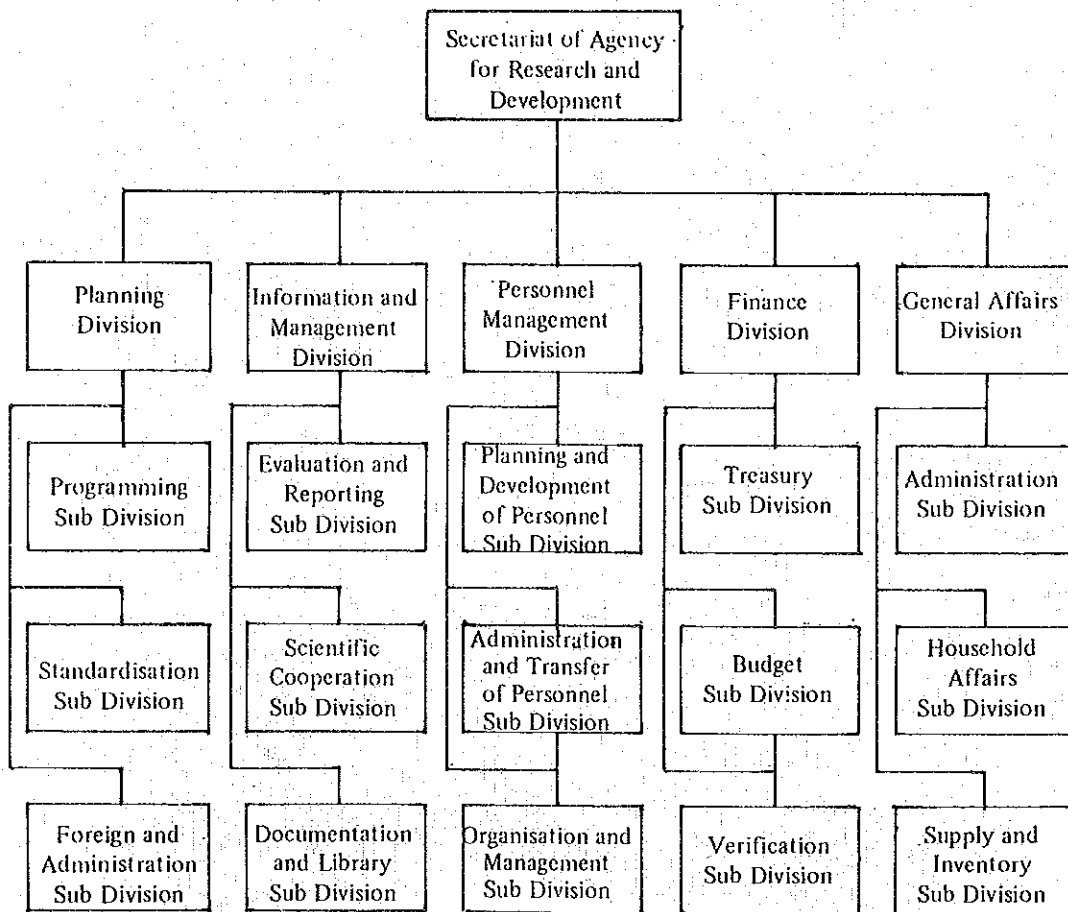 Secretariat of Agency
for Research and
Development
Planning
Division
Information and
Management
Division
Personnel
Management
Division
Finance
Division
General Affairs
Division
Programming
Sub Division
Evaluation and
Reporting
Sub Division
Planning and
Development
of Personnel
Sub Division
Treasury
Sub Division
Administration
Sub Division
Standardisation
Sub Division
Scientific
Cooperation
Sub Division
Administration
and Transfer
of Personnel
Sub Division
Budget
Sub Division
Household
Affairs
Sub Division
Foreign and
Administration
Sub Division
Documentation
and Library
Sub Division
Organisation and
Management
Sub Division
Verification
Sub Division
Supply and
Inventory
Sub Division